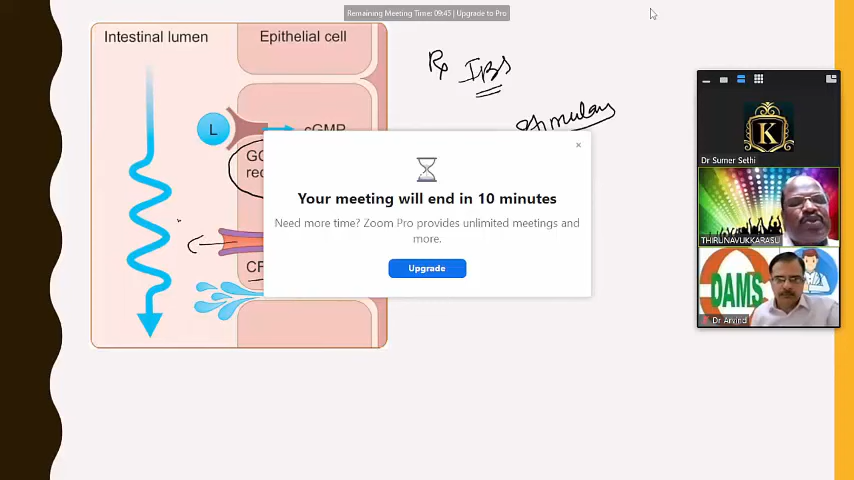 Remaining Meeting Time: 09:45 | Upgrade to Pro
Intestinal lumen
Epithelial cell
Rx IBS
stimulans
L
cGMP
GC
rec
CF
Your meeting will end in 10 minutes
Need more time? Zoom Pro provides unlimited meetings and
more.
Upgrade
K
Dr Sumer Sethi
THIRUNAVUKKARASU
DAMS
Dr Arvind